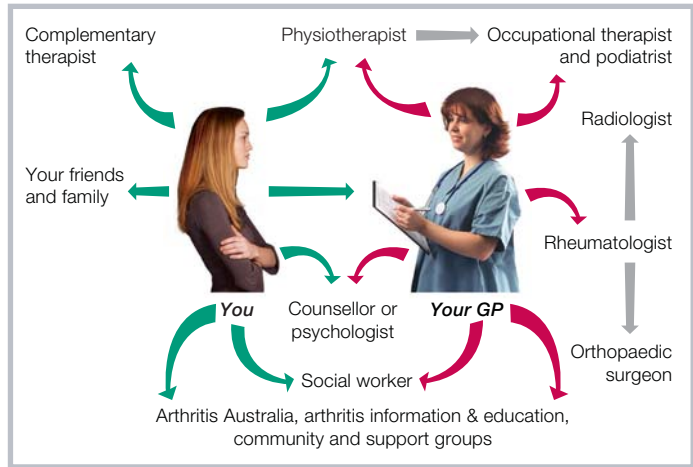 Complementary
therapist
Physiotherapist
Occupational therapist
and podiatrist
Radiologist
Your friends
and family
Rheumatologist
You
Counsellor or
psychologist
Your GP
Orthopaedic
surgeon
Social worker
Arthritis Australia, arthritis information & education,
community and support groups